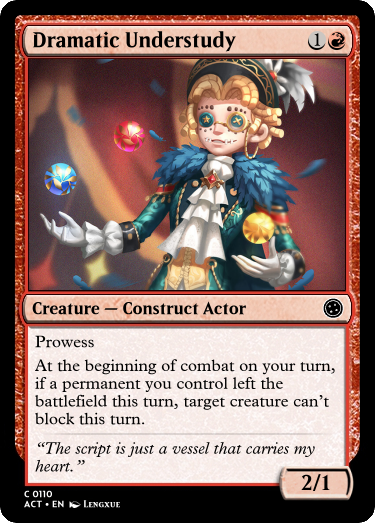 Dramatic Understudy 1
Creature — Construct Actor
Prowess
At the beginning of combat on your turn,
if a permanent you control left the
battlefield this turn, target creature can't
block this turn.
“The script is just a vessel that carries my
heart.”
2/1
C 0110
ACT • EN Lengxue